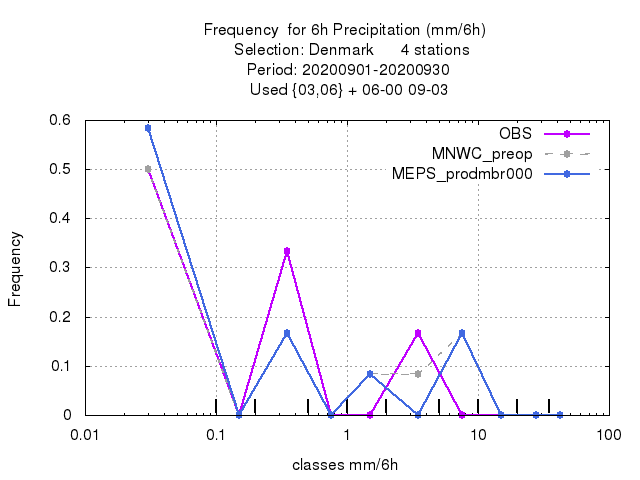 Frequency  for 6h Precipitation (mm/6h)
Selection: Denmark      4 stations
Period: 20200901-20200930
Used {03,06} + 06-00 09-03
OBS
MNWC_preop
MEPS_prodmbr000
Frequency
0.6
0.5
0.4
0.3
0.2
0.1
0
0.01 0.1 1 10 100
classes mm/6h